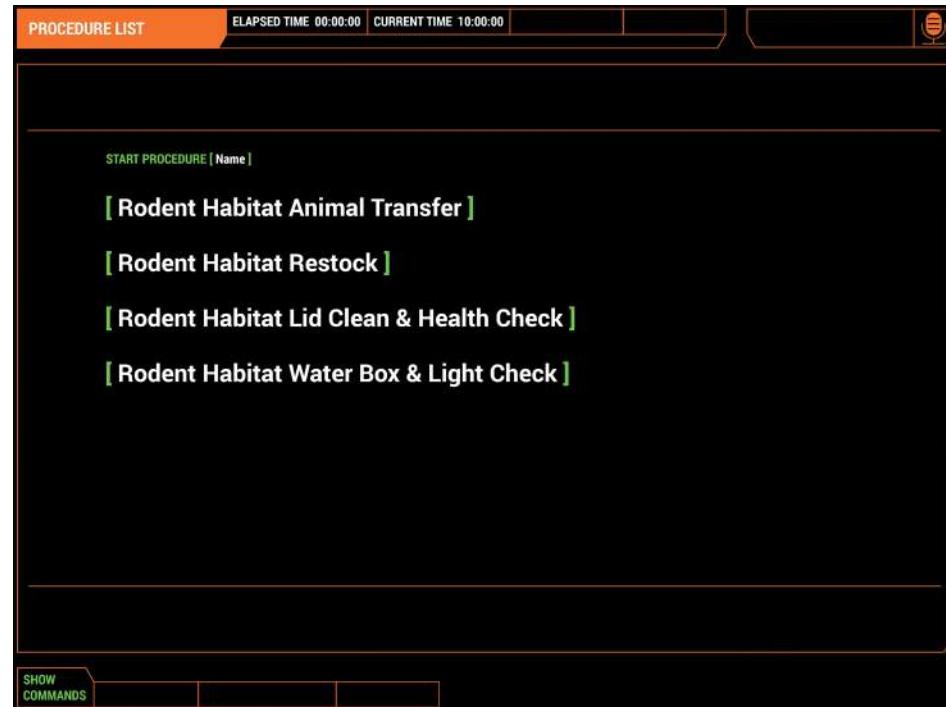 PROCEDURE LIST
ELAPSED TIME 00:00:00 CURRENT TIME 10:00:00
START PROCEDURE [ Name ]
[ Rodent Habitat Animal Transfer ]
[ Rodent Habitat Restock ]
[ Rodent Habitat Lid Clean & Health Check ]
[ Rodent Habitat Water Box & Light Check ]
SHOW
COMMANDS